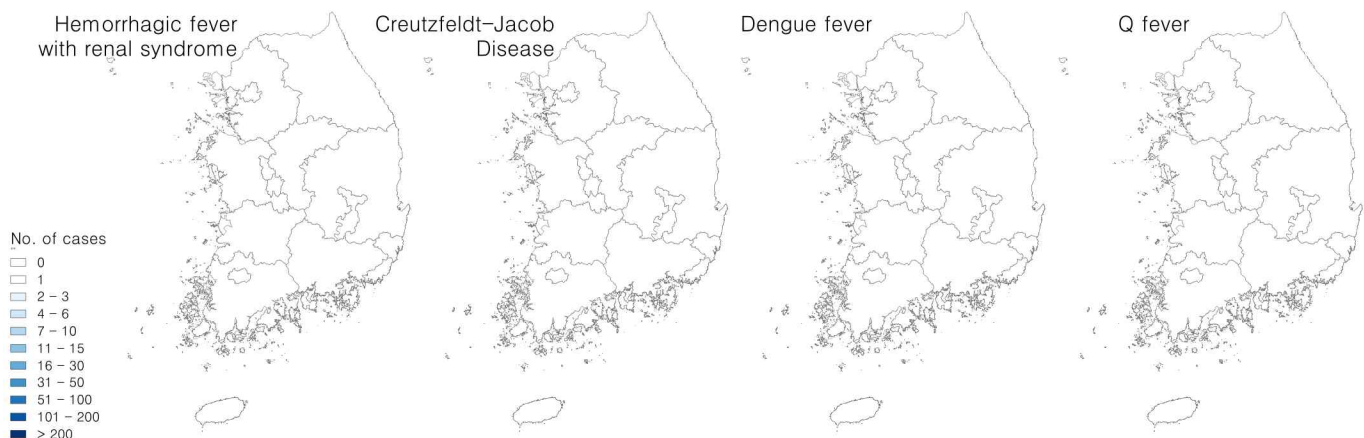 Hemorrhagic fever
with renal syndrome
Creutzfeldt-Jacob
Disease
Dengue fever
Q fever
No. of cases
0
1
2 - 3
4 - 6
7 - 10
11 - 15
16 - 30
31 - 50
51 - 100
101 - 200
> 200